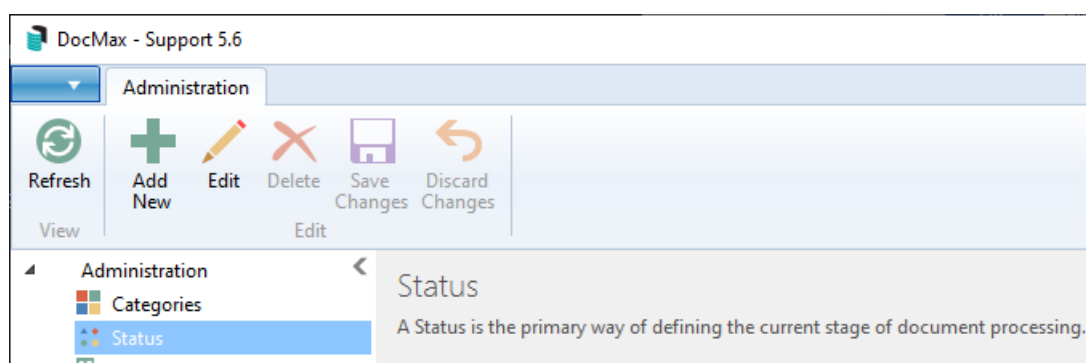 DocMax - Support 5.6
Administration
Refresh
Add New
Edit
Delete
Save Changes
Discard Changes
View
Edit
Administration
Categories
Status
Status
A Status is the primary way of defining the current stage of document processing.